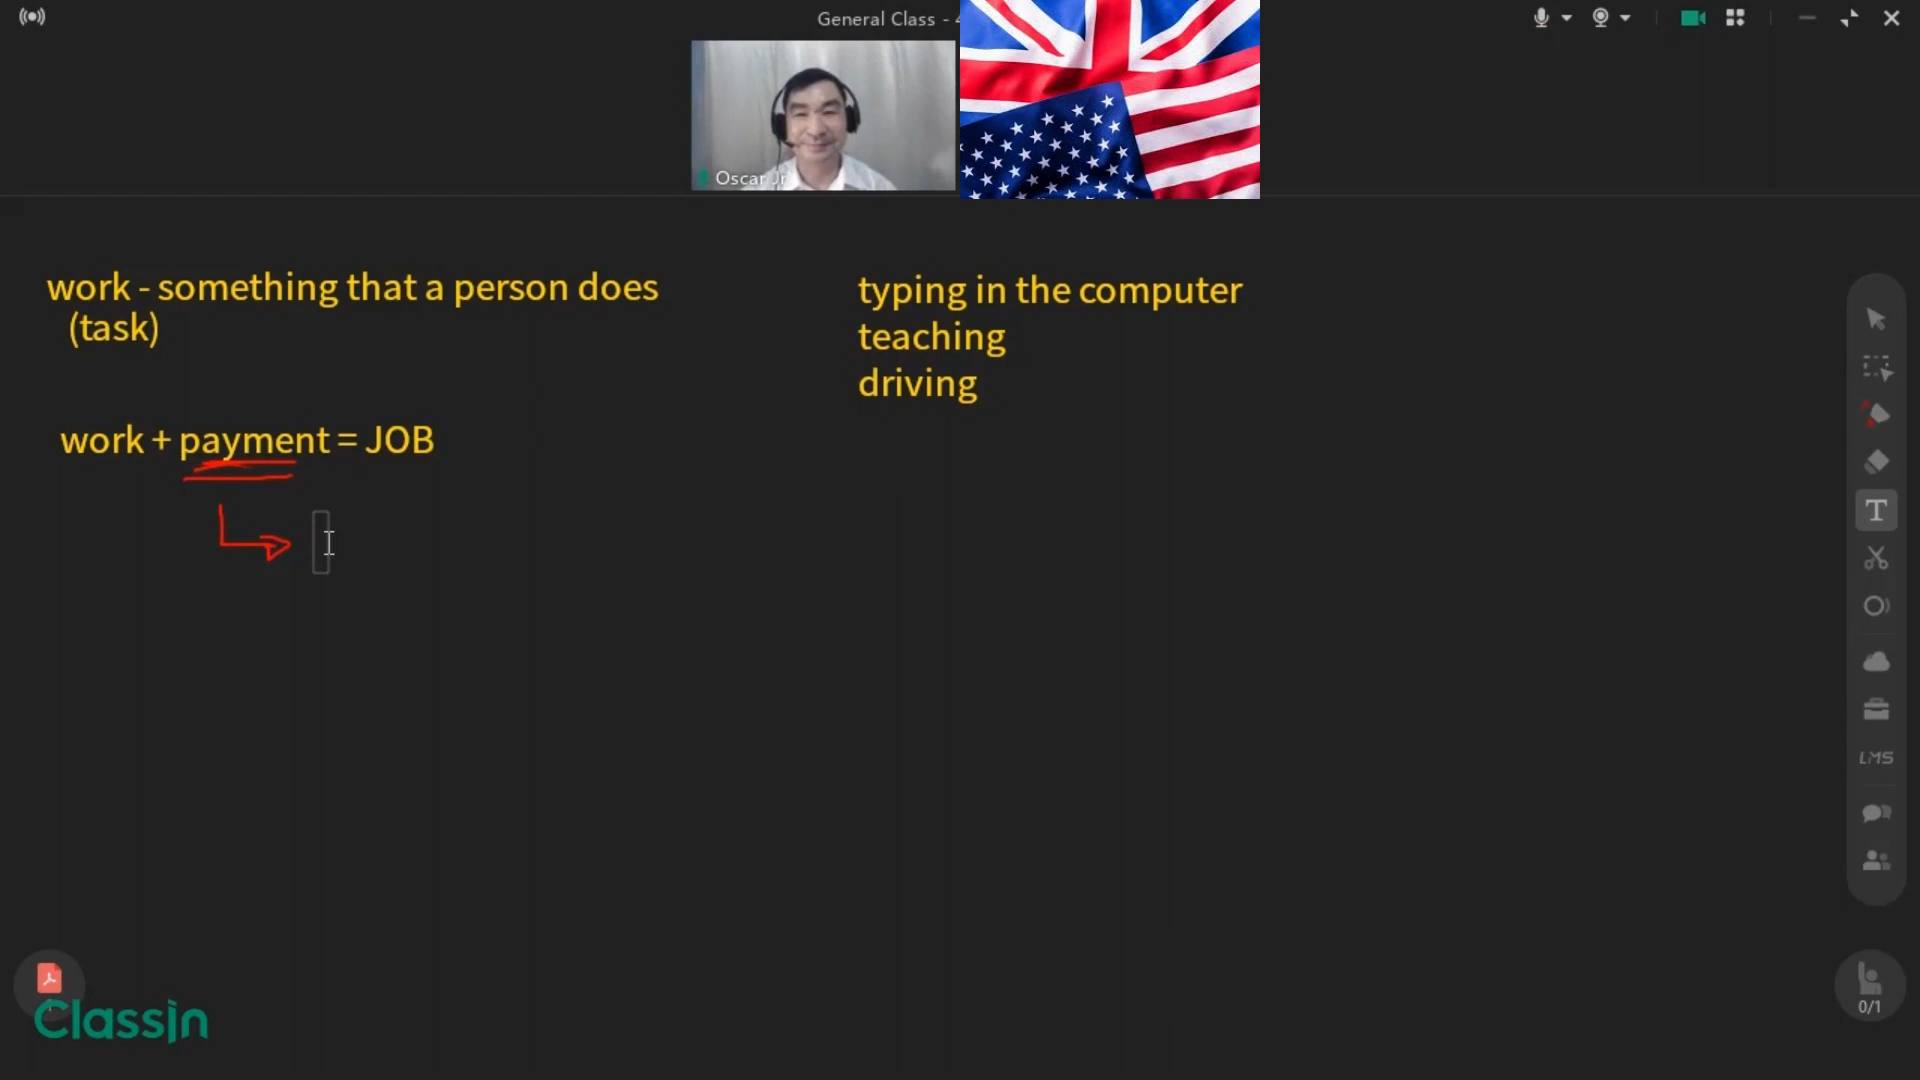 General Class - 4
Oscar Jr
work - something that a person does
(task)
typing in the computer
teaching
driving
work + payment = JOB
T
LMS
ClassIn
0/1